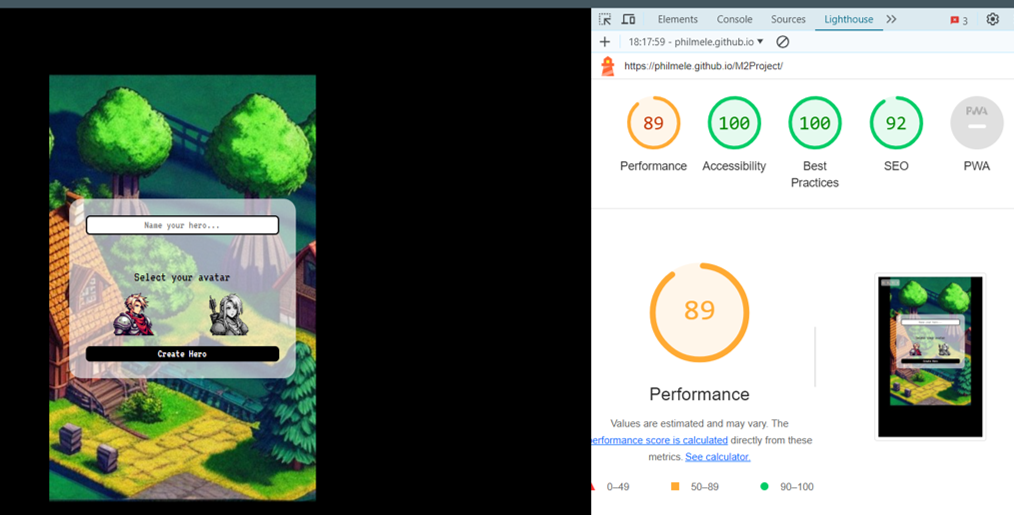 Name your hero...
Select your avatar
Create Hero
Elements Console Sources Lighthouse 3
18:17:59 - philmele.github.io
https://philmele.github.io/M2Project/
89 100 100 92 PWA
Performance Accessibility Best Practices SEO PWA
89
Performance
Values are estimated and may vary. The
performance score is calculated directly from these
metrics. See calculator.
0–49 50–89 90–100